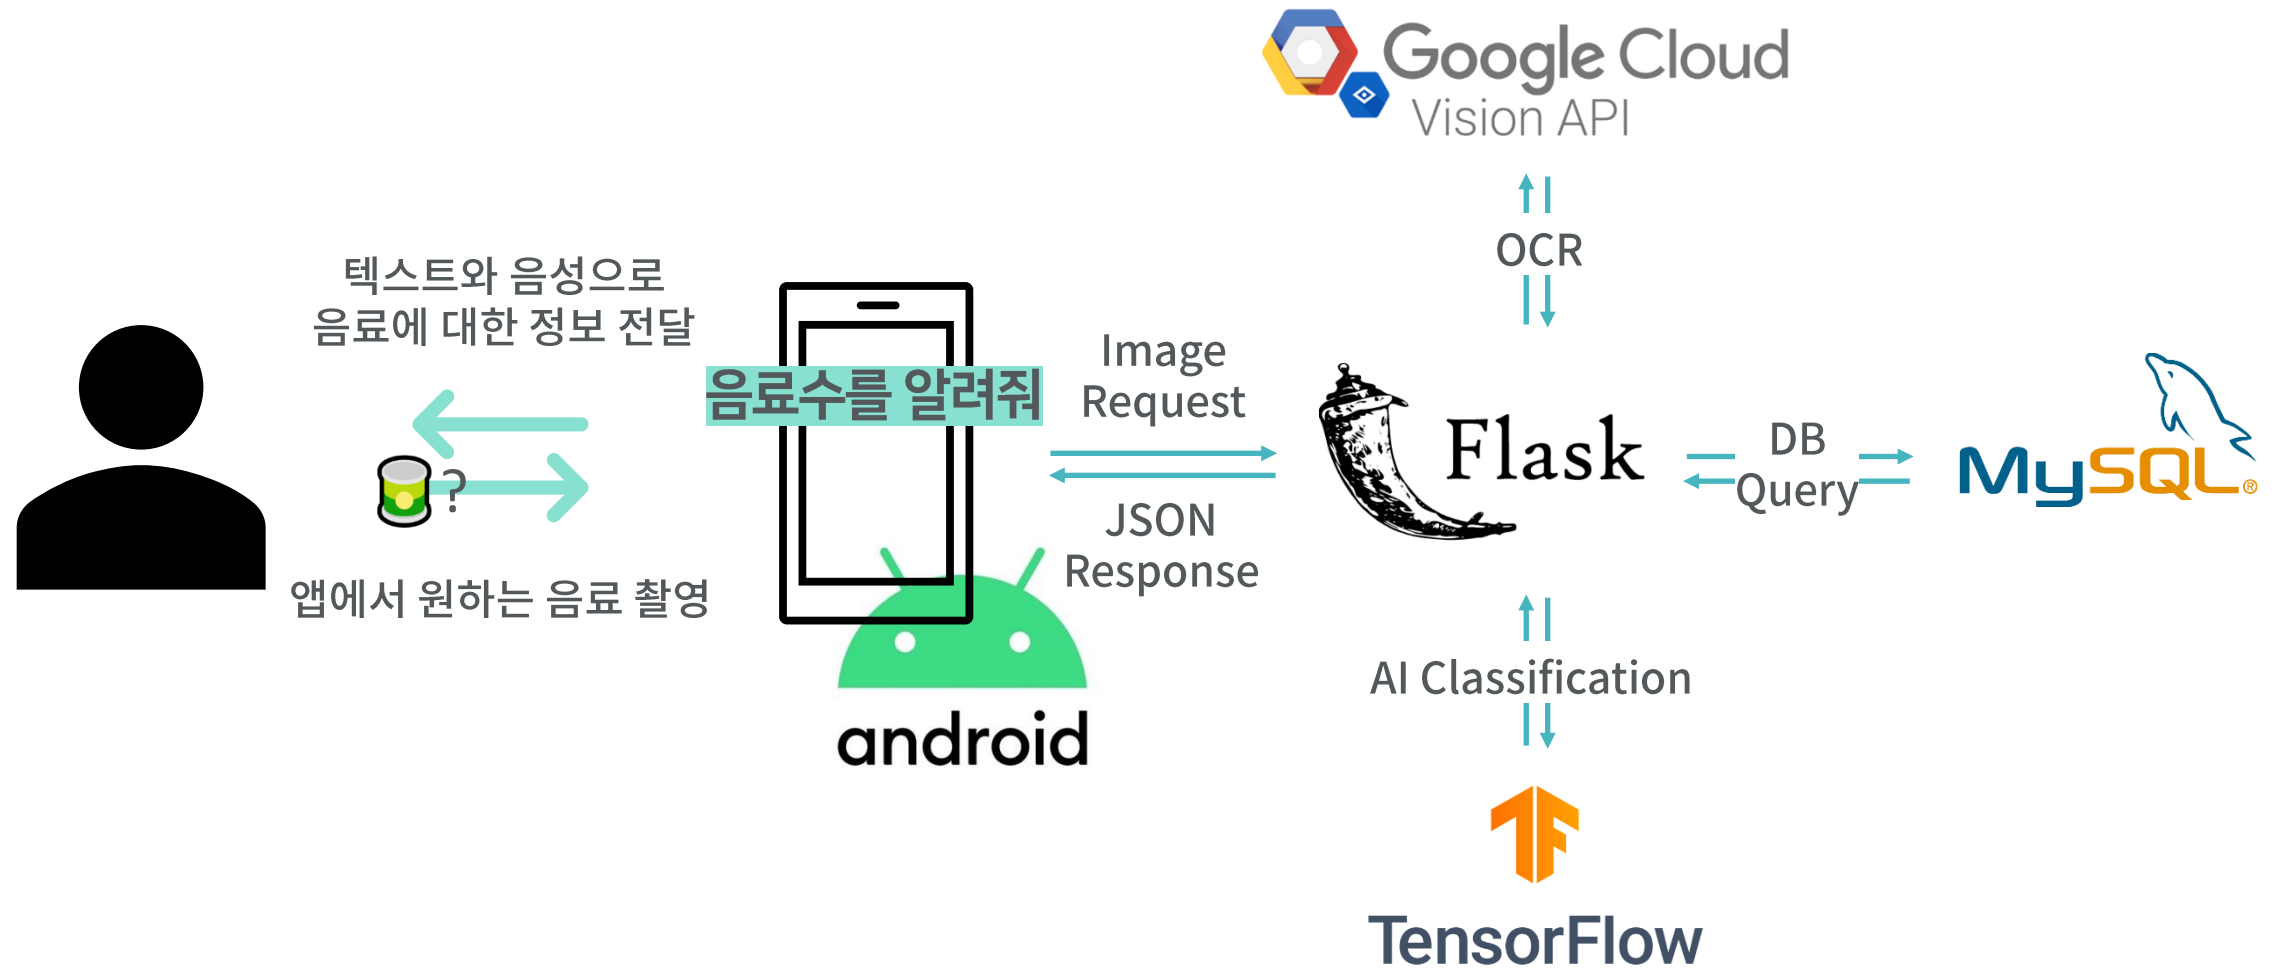 Google Cloud
Vision API
OCR
텍스트와 음성으로
음료에 대한 정보 전달
?
앱에서 원하는 음료 촬영
음료수를 알려줘
android
Image
Request
JSON
Response
Flask
DB
Query
MySQL®
AI Classification
TensorFlow